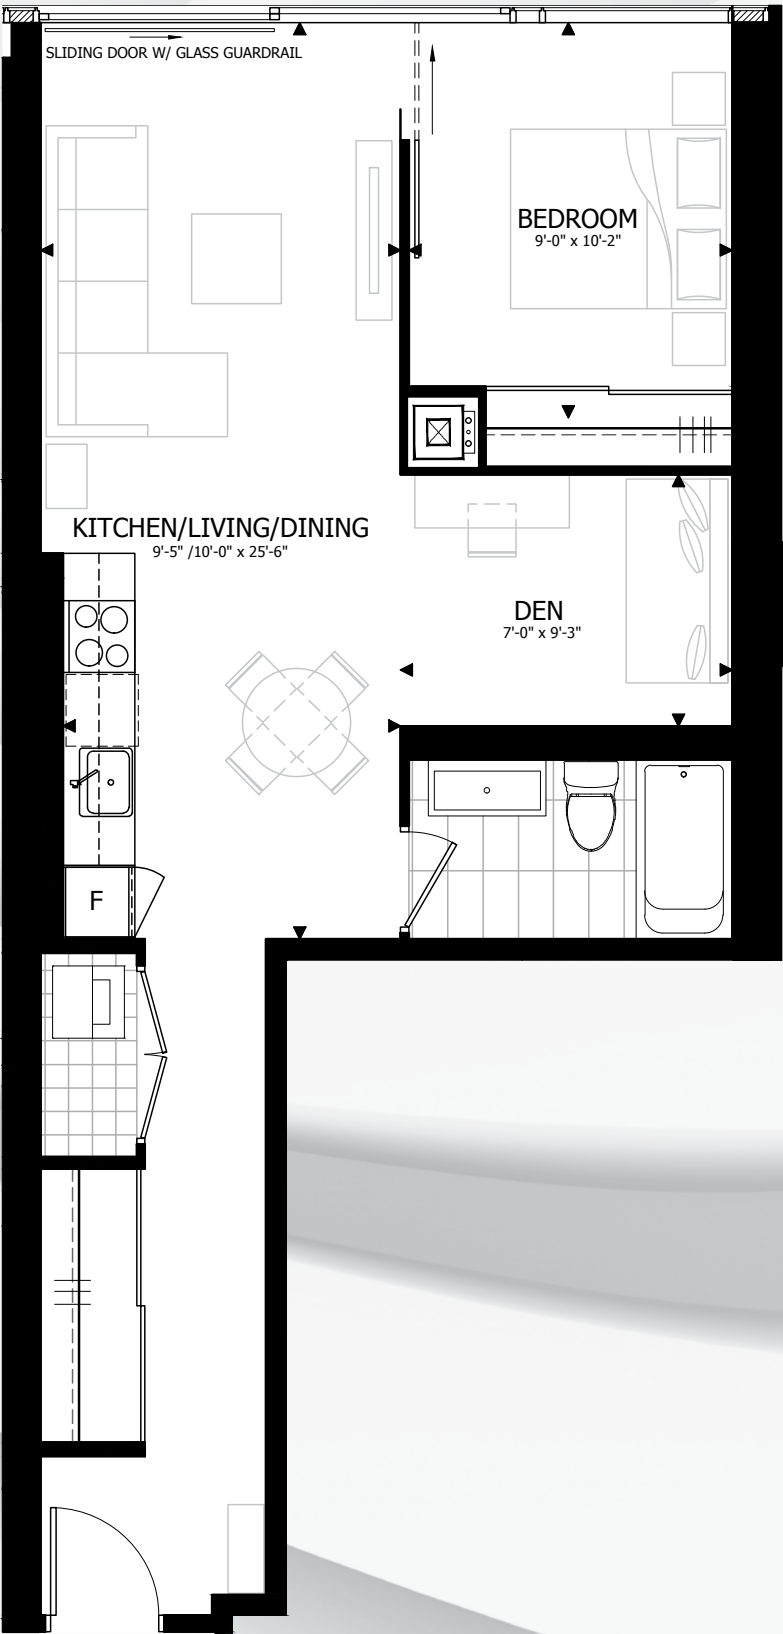 SLIDING DOOR W/ GLASS GUARDRAIL
BEDROOM
9'-0" x 10'-2"
KITCHEN/LIVING/DINING
9'-5" /10'-0" x 25'-6"
DEN
7'-0" x 9'-3"
F